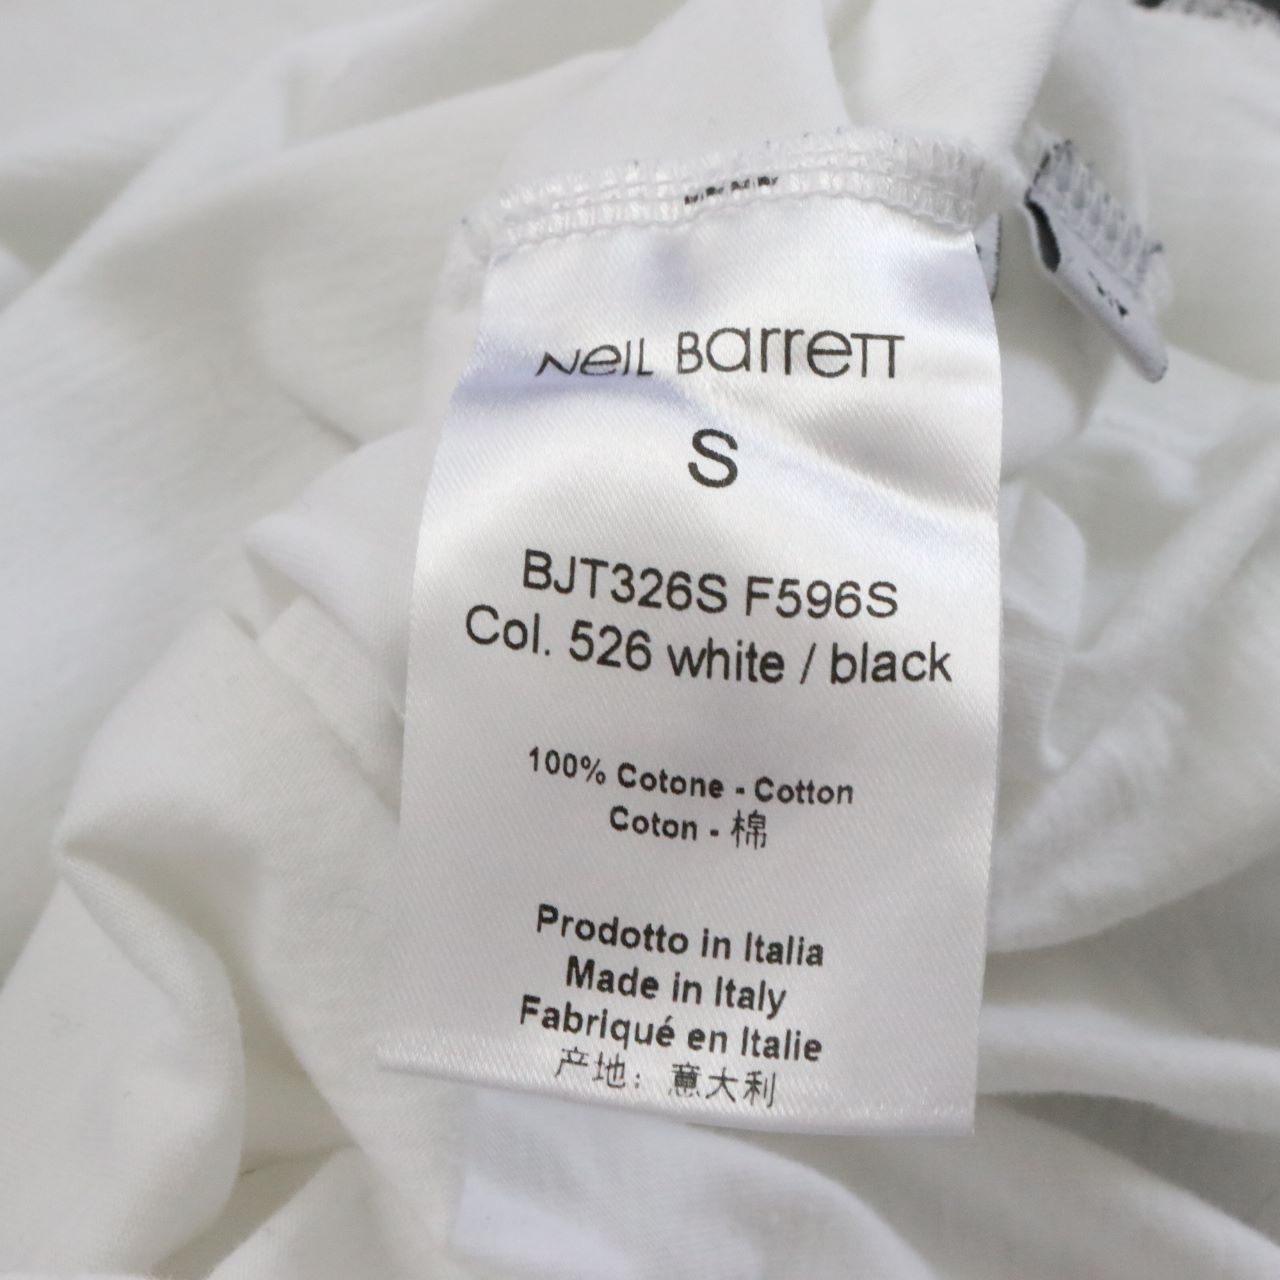 NeIL BarreTT
S
BJT326S F596S
Col. 526 white / black
100% Cotone - Cotton
Coton - 棉
Prodotto in Italia
Made in Italy
Fabriqué en Italie
产地: 意大利